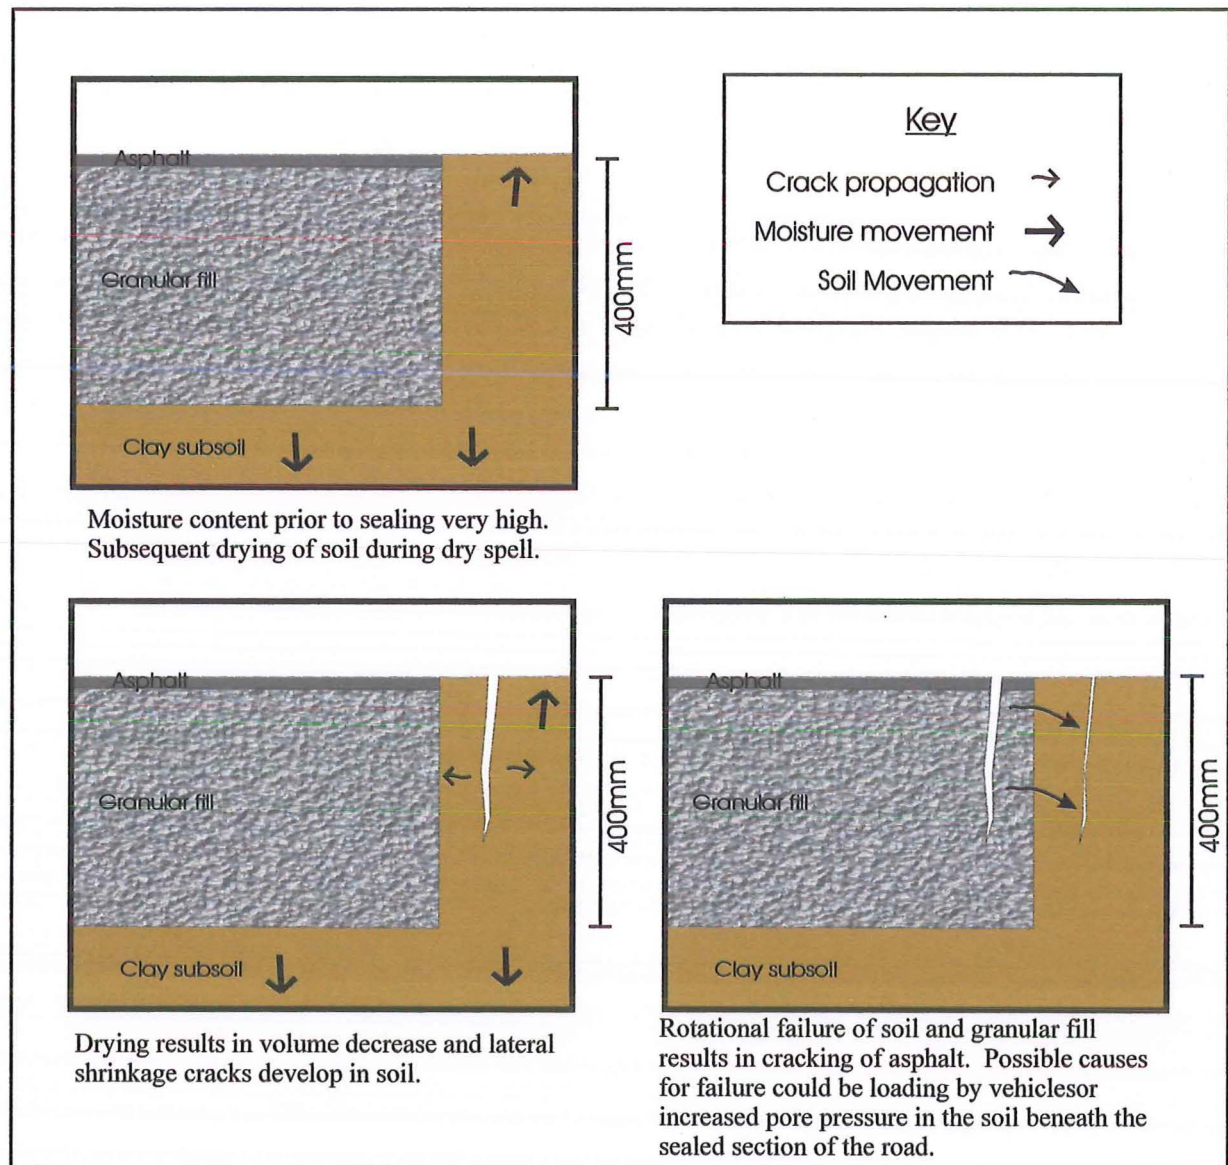 Asphalt
Granular fill
Clay subsoil
400mm
Moisture content prior to sealing very high.
Subsequent drying of soil during dry spell.
Key
Crack propagation
Moisture movement
Soil Movement
Asphalt
Granular fill
Clay subsoil
400mm
Drying results in volume decrease and lateral
shrinkage cracks develop in soil.
Asphalt
Granular fill
Clay subsoil
400mm
Rotational failure of soil and granular fill
results in cracking of asphalt. Possible causes
for failure could be loading by vehiclesor
increased pore pressure in the soil beneath the
sealed section of the road.